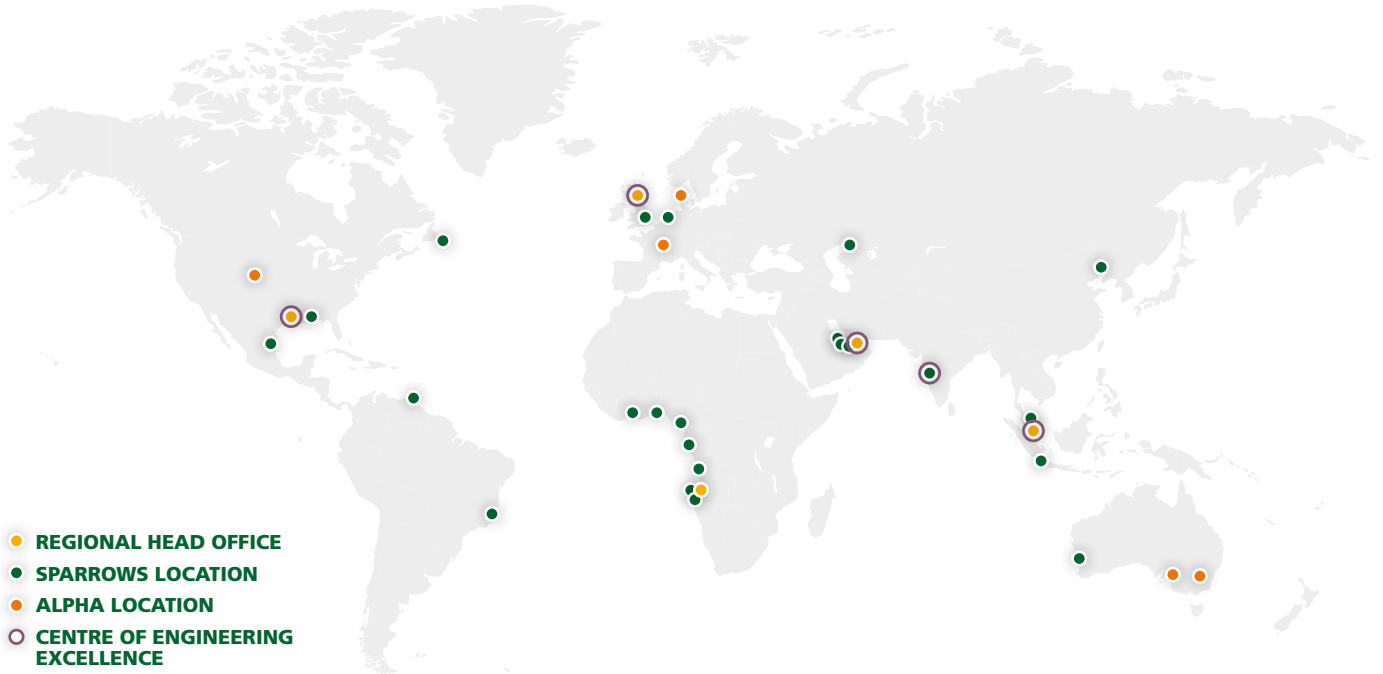 REGIONAL HEAD OFFICE
SPARROWS LOCATION
ALPHA LOCATION
CENTRE OF ENGINEERING
EXCELLENCE